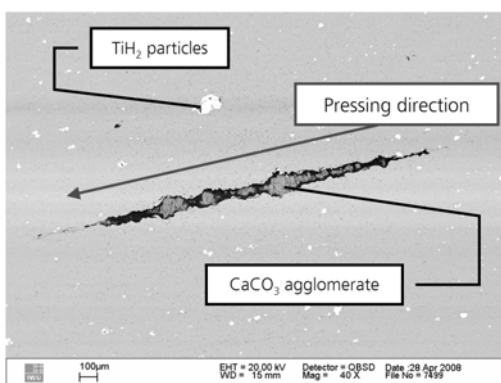 TiH₂ particles
Pressing direction
CaCO₃ agglomerate
100µm
EHT = 20.00 kV Detector = QBSD Date :28 Apr 2008
WD = 15 mm Mag = 40 X File No = 7499